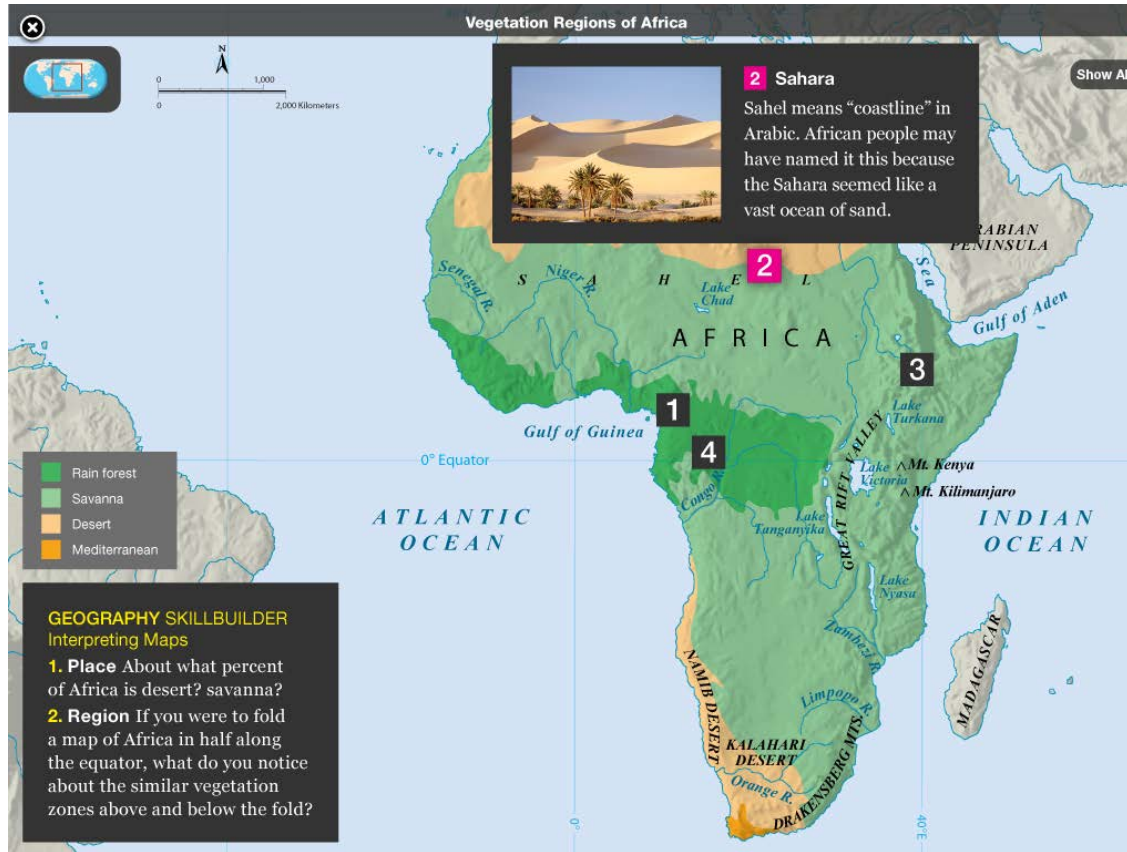 Vegetation Regions of Africa
N
0 1,000
0 2,000 Kilometers
2 Sahara
Sahel means “coastline” in
Arabic. African people may
have named it this because
the Sahara seemed like a
vast ocean of sand.
PENINSULA
Sea
Gulf of Aden
S A H E L
2
Senegal R.
Niger R.
Lake
Chad
AFRICA
3
1
Lake
Turkana
Gulf of Guinea
4
0° Equator
GREAT RIFT VALLEY
Lake
Victoria
Mt. Kenya
Mt. Kilimanjaro
Congo R.
Lake
Tanganyika
ATLANTIC
OCEAN
INDIAN
OCEAN
Lake
Nyasa
Zambezi R.
MADAGASCAR
NAMIB DESERT
Limpopo R.
KALAHARI
DESERT
Orange R.
DRAKENSBERG MTS.
0°
40°E
Rain forest
Savanna
Desert
Mediterranean
GEOGRAPHY SKILLBUILDER
Interpreting Maps
1. Place About what percent
of Africa is desert? savanna?
2. Region If you were to fold
a map of Africa in half along
the equator, what do you notice
about the similar vegetation
zones above and below the fold?